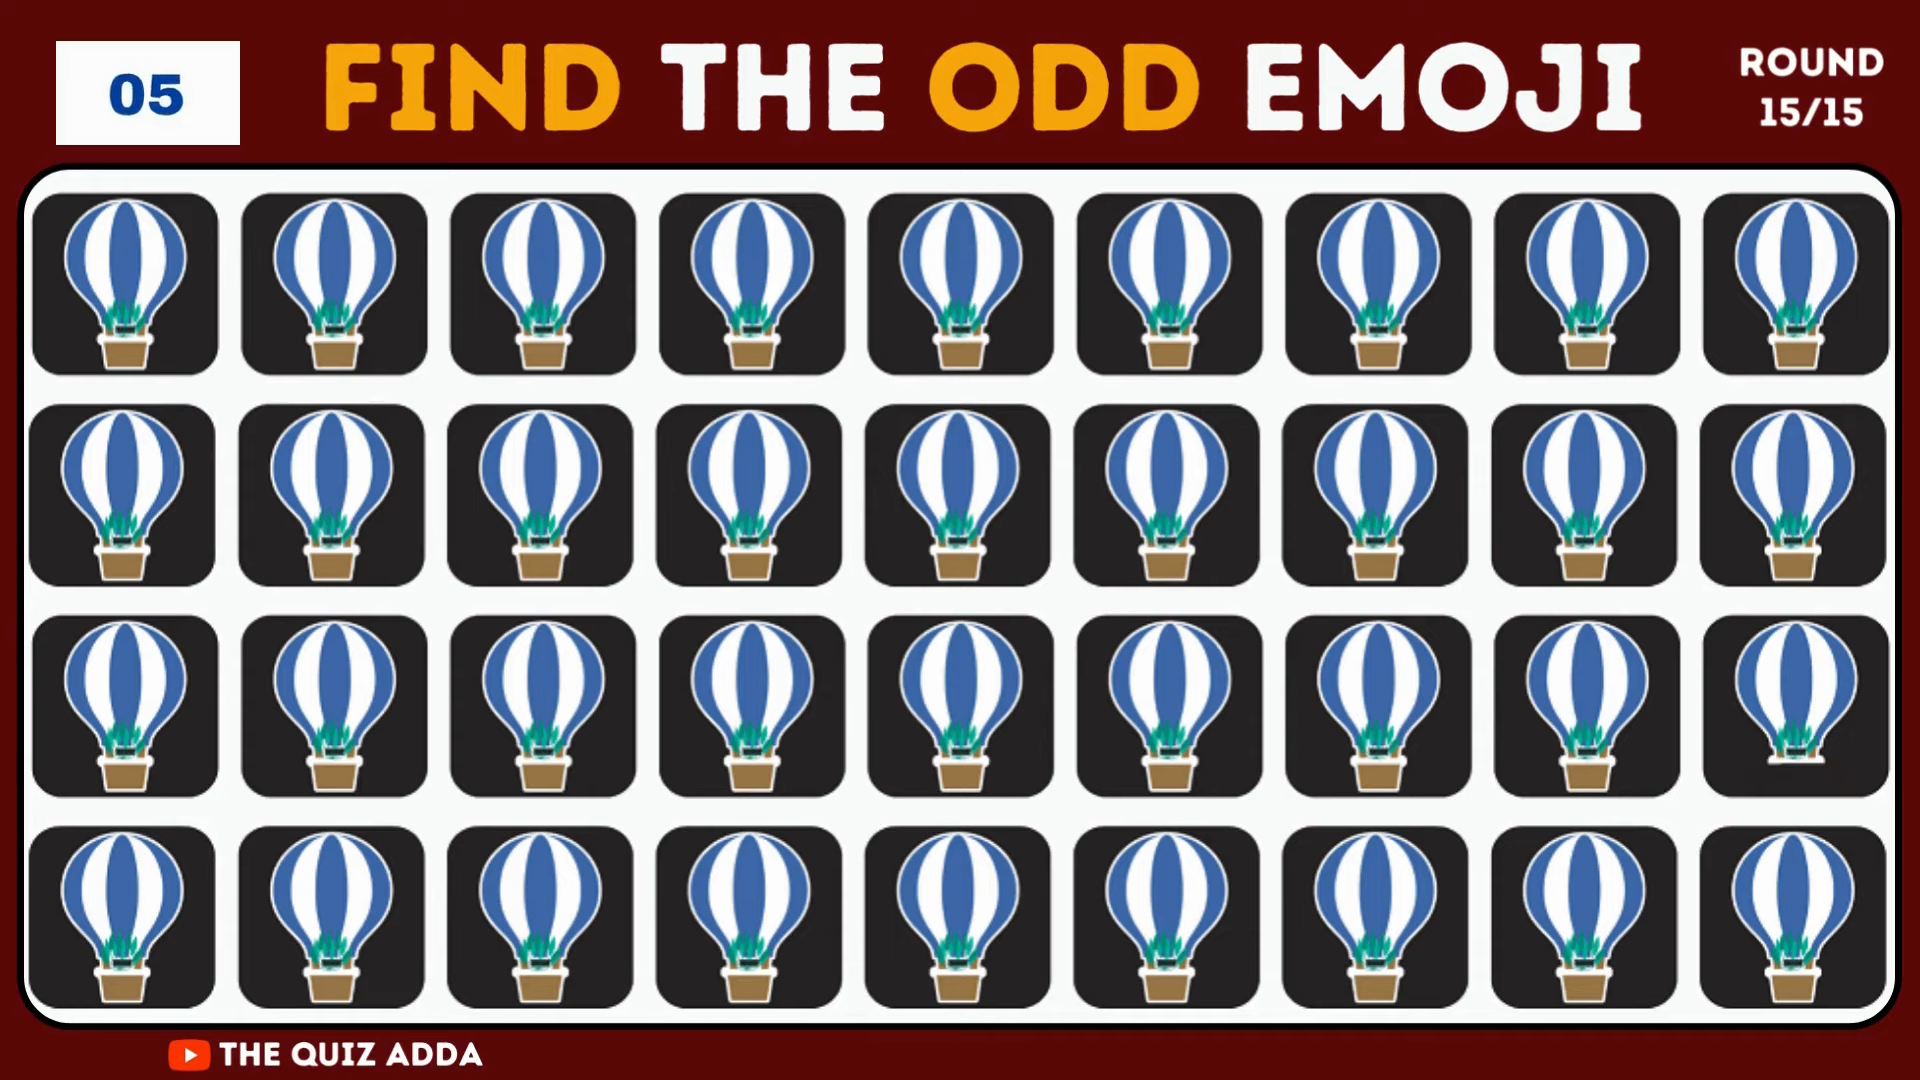 05
FIND THE ODD EMOJI
ROUND
15/15
THE QUIZ ADDA